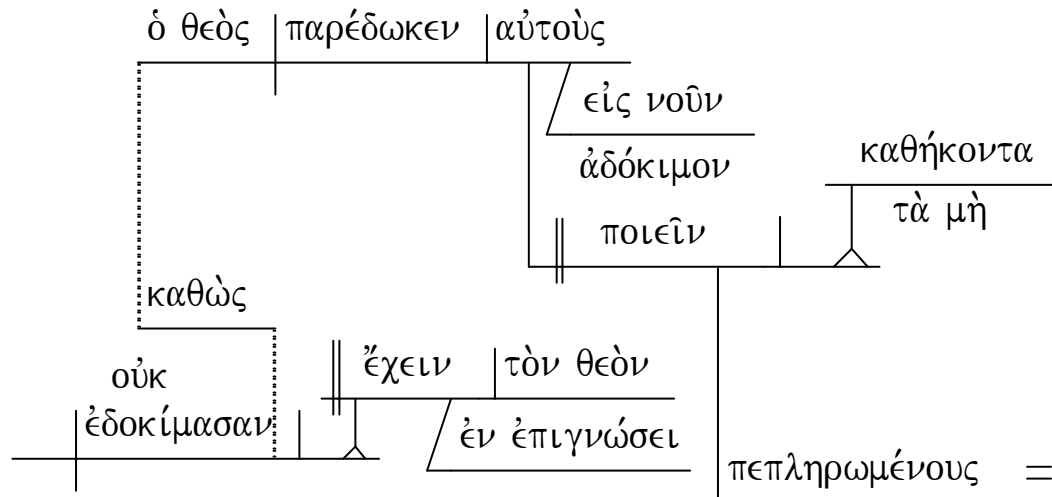 ὁ θεὸς παρέδωκεν αὐτοὺς
εἰς νοῦν
ἀδόκιμον
καθήκοντα
τὰ μὴ
ποιεῖν
καθὼς
οὐκ
ἐδοκίμασαν
ἔχειν τὸν θεὸν
ἐν ἐπιγνώσει
πεπληρωμένους